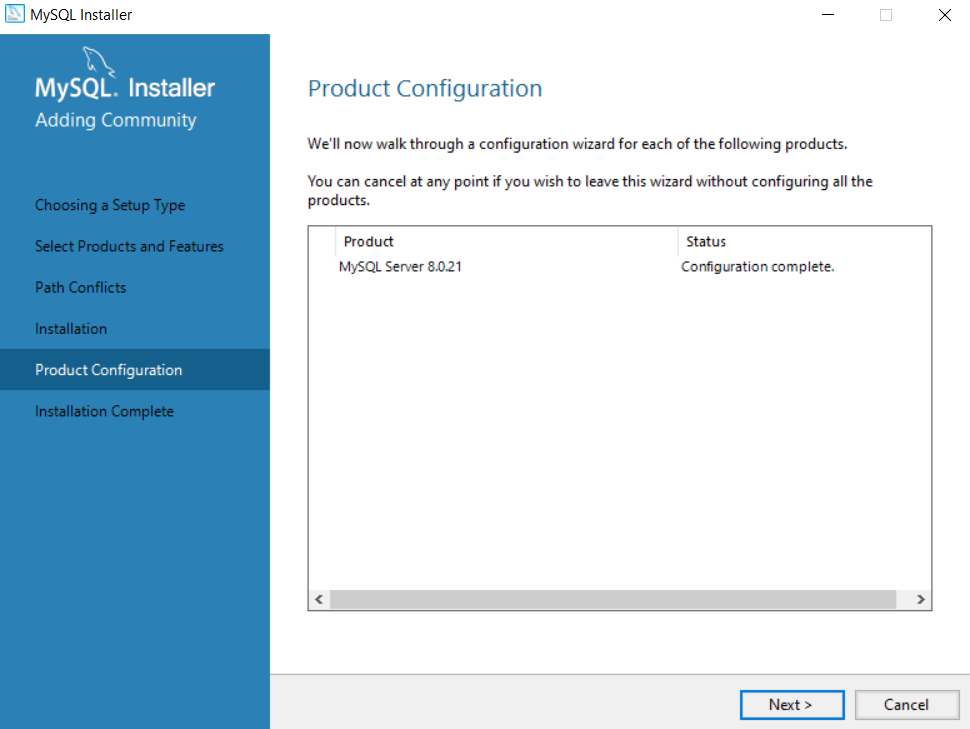 MySQL Installer
MySQL. Installer
Adding Community
Choosing a Setup Type
Select Products and Features
Path Conflicts
Installation
Product Configuration
Installation Complete
Product Configuration
We'll now walk through a configuration wizard for each of the following products.
You can cancel at any point if you wish to leave this wizard without configuring all the
products.
Product Status
MySQL Server 8.0.21 Configuration complete.
Next > Cancel